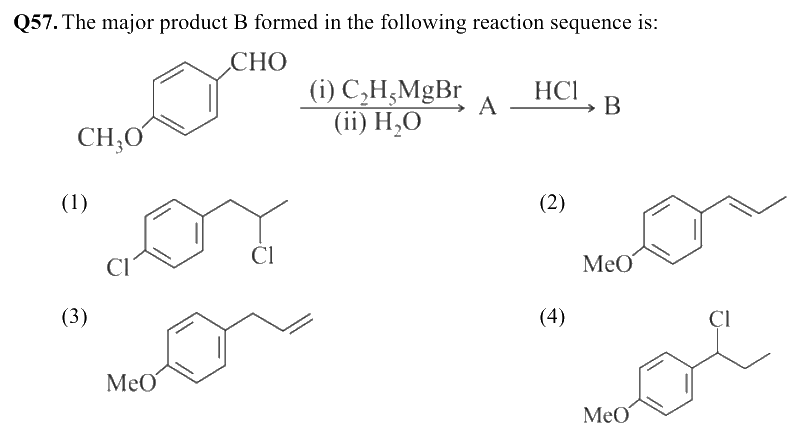 Q57. The major product B formed in the following reaction sequence is:
CHO
CH₃O
(i) C₂H₅MgBr
(ii) H₂O
A
HCl
B
(1)
Cl
Cl
(2)
MeO
(3)
MeO
(4)
Cl
MeO